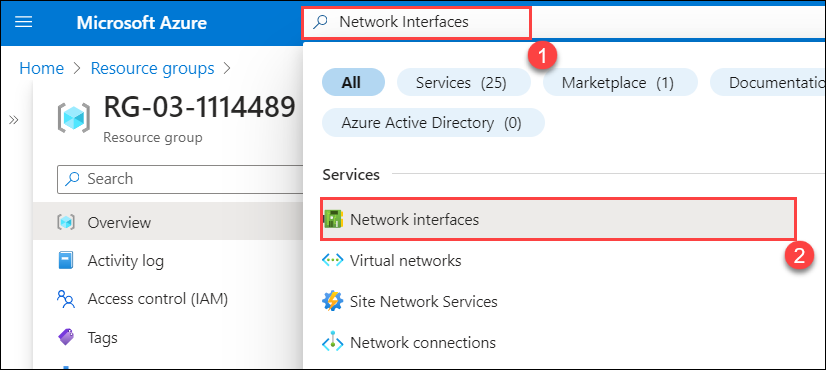 Microsoft Azure
Network Interfaces
1
Home > Resource groups >
All
Services (25)
Marketplace (1)
Documentatio
Azure Active Directory (0)
»
RG-03-1114489
Resource group
Search
Overview
Activity log
Access control (IAM)
Tags
Services
Network interfaces
2
Virtual networks
Site Network Services
Network connections